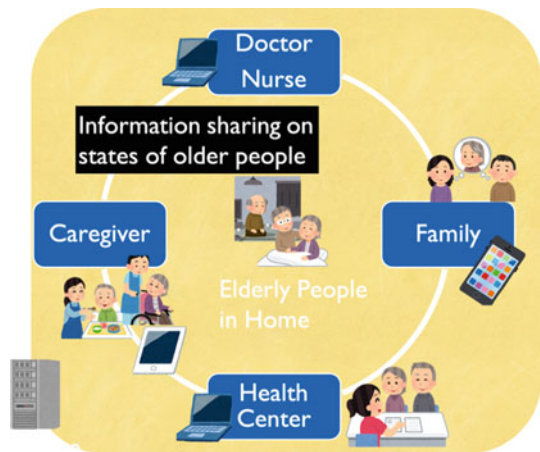 Doctor
Nurse
Information sharing on
states of older people
Caregiver
Family
Elderly People
in Home
Health
Center